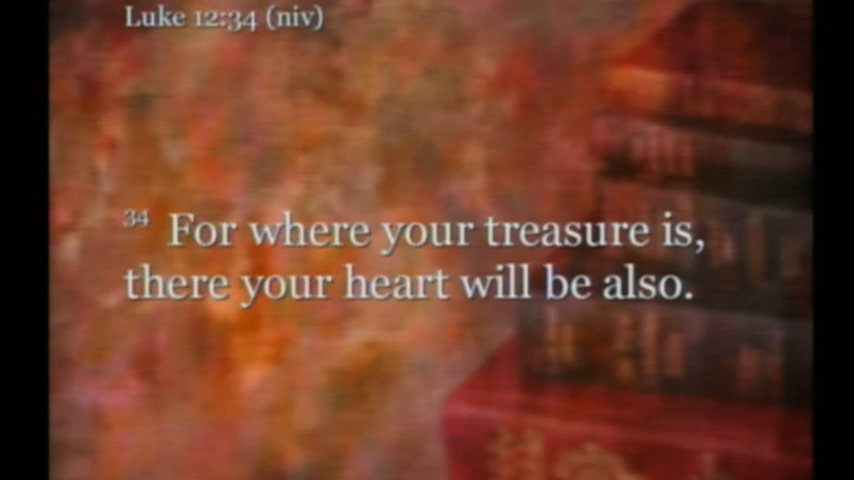 Luke 12:34 (niv)
34 For where your treasure is,
there your heart will be also.